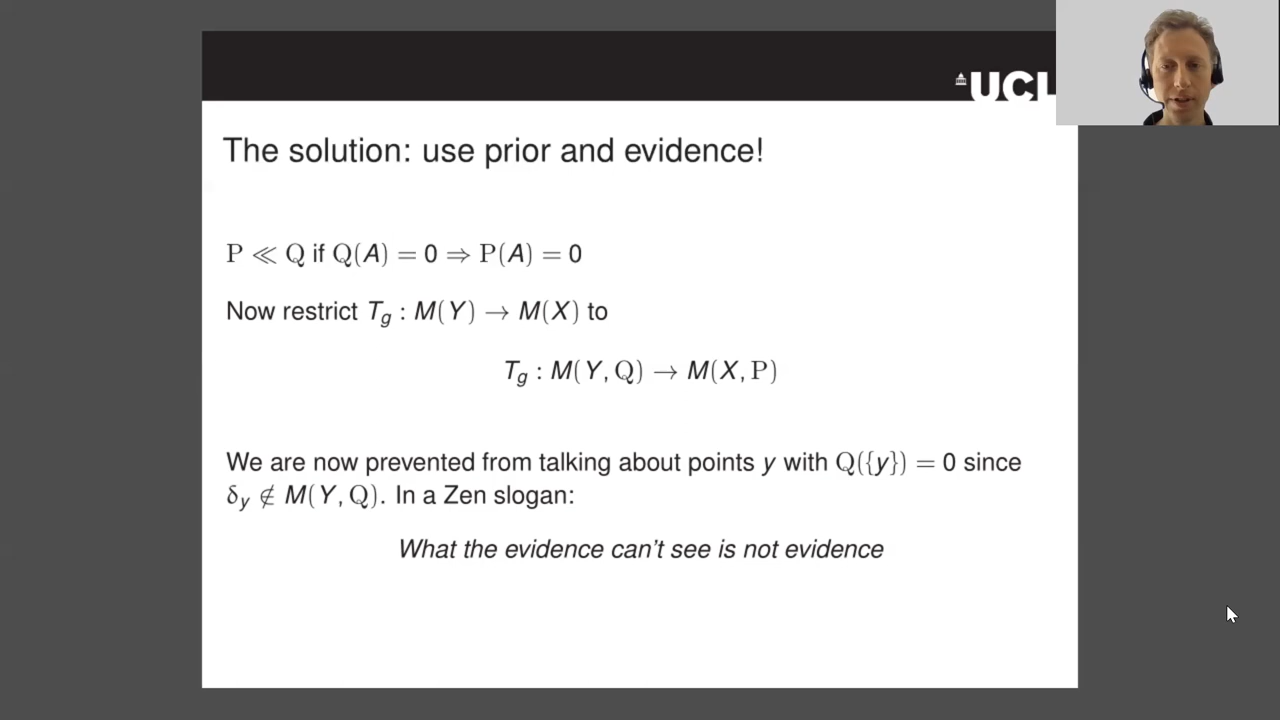 UCL
The solution: use prior and evidence!
P ≪ Q if Q(A) = 0 ⇒ P(A) = 0
Now restrict T_g : M(Y) → M(X) to
T_g : M(Y, Q) → M(X, P)
We are now prevented from talking about points y with Q({y}) = 0 since
δ_y ∉ M(Y, Q). In a Zen slogan:
What the evidence can't see is not evidence